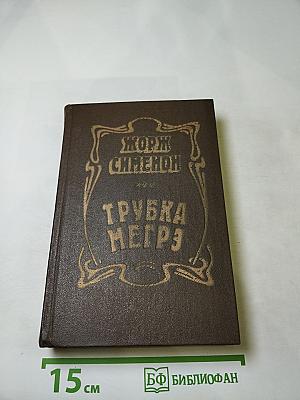 ЖОРЖ
СИМЕНОН
ТРУБКА
МЕГРЭ
15 см
БФ БИБЛИОФАН